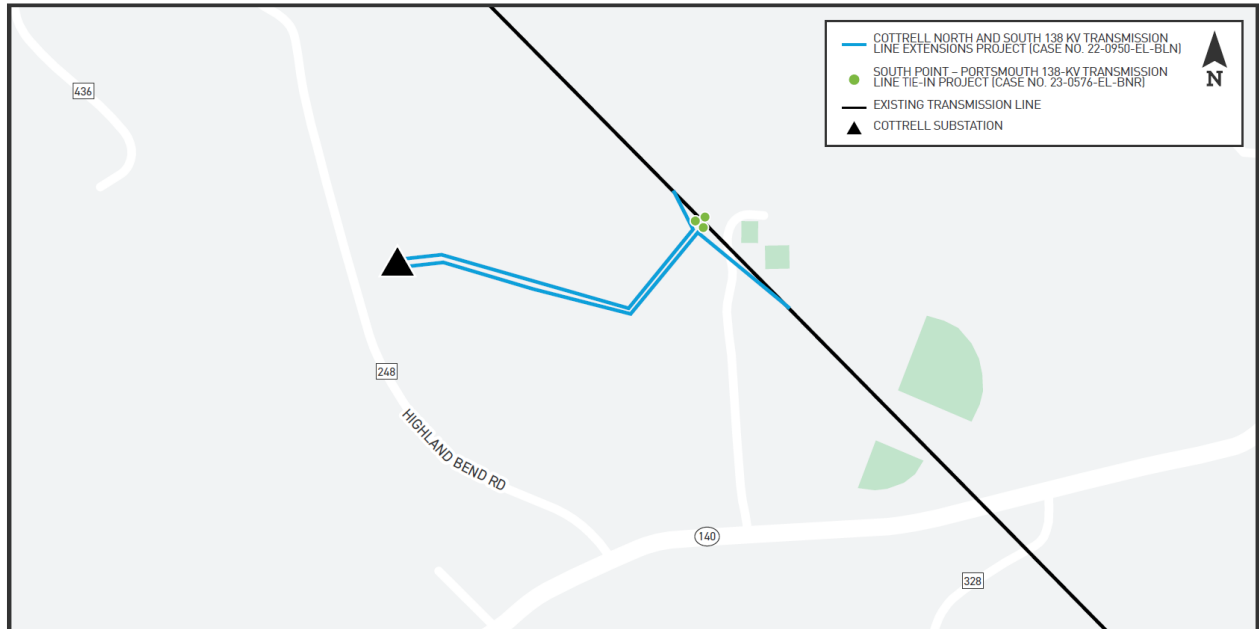 COTTRELL NORTH AND SOUTH 138 KV TRANSMISSION
LINE EXTENSIONS PROJECT (CASE NO. 22-0950-EL-BLN)
SOUTH POINT – PORTSMOUTH 138-KV TRANSMISSION
LINE TIE-IN PROJECT (CASE NO. 23-0576-EL-BNR)
EXISTING TRANSMISSION LINE
COTTRELL SUBSTATION
N
436
248
HIGHLAND BEND RD
140
328